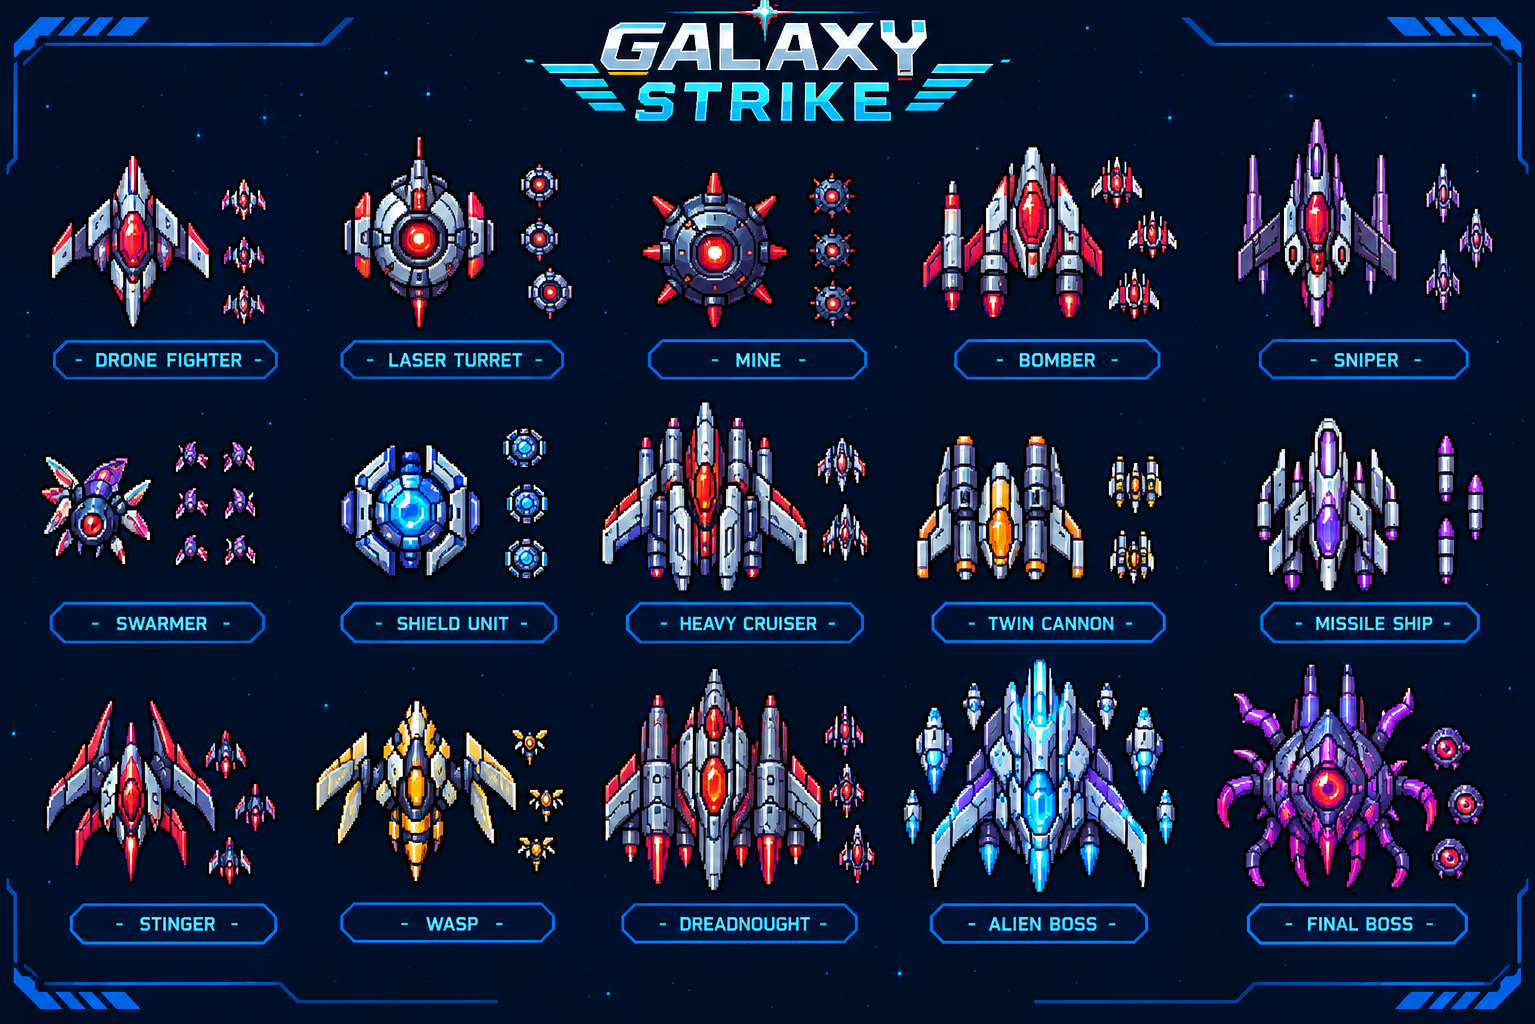 GALAXY
STRIKE
- DRONE FIGHTER -
- LASER TURRET -
- MINE -
- BOMBER -
- SNIPER -
- SWARMER -
- SHIELD UNIT -
- HEAVY CRUISER -
- TWIN CANNON -
- MISSILE SHIP -
- STINGER -
- WASP -
- DREADNOUGHT -
- ALIEN BOSS -
- FINAL BOSS -